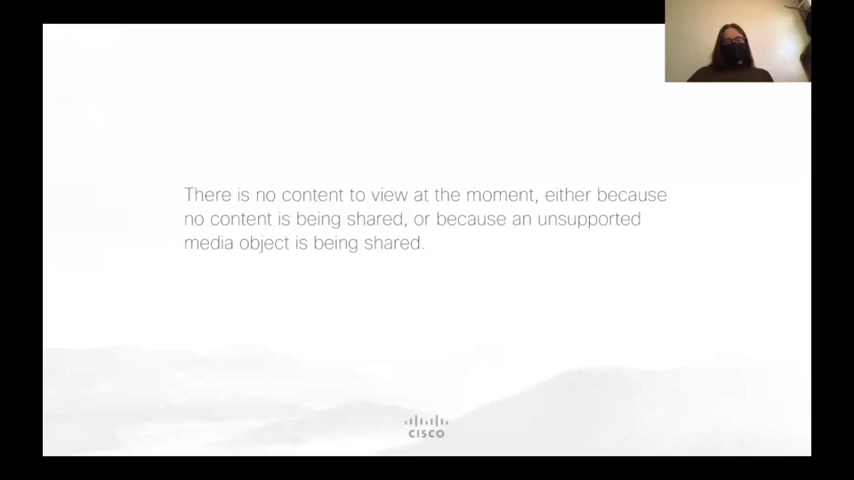 There is no content to view at the moment, either because
no content is being shared, or because an unsupported
media object is being shared.
CISCO